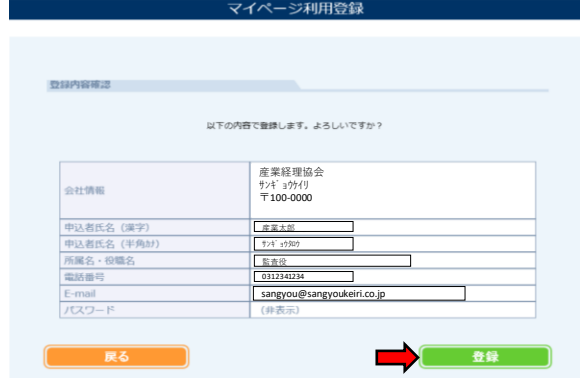 マイページ利用登録
登録内容確認
以下の内容で登録します。よろしいですか？
会社情報
産業経理協会
ｻﾝｷﾞｮｳｹｲﾘ
〒100-0000
申込者氏名（漢字） 産業太郎
申込者氏名（半角ｶﾅ） ｻﾝｷﾞｮｳﾀﾛｳ
所属名・役職名 監査役
電話番号 0312341234
E-mail sangyou@sangyoukeiri.co.jp
パスワード （非表示）
戻る 登録